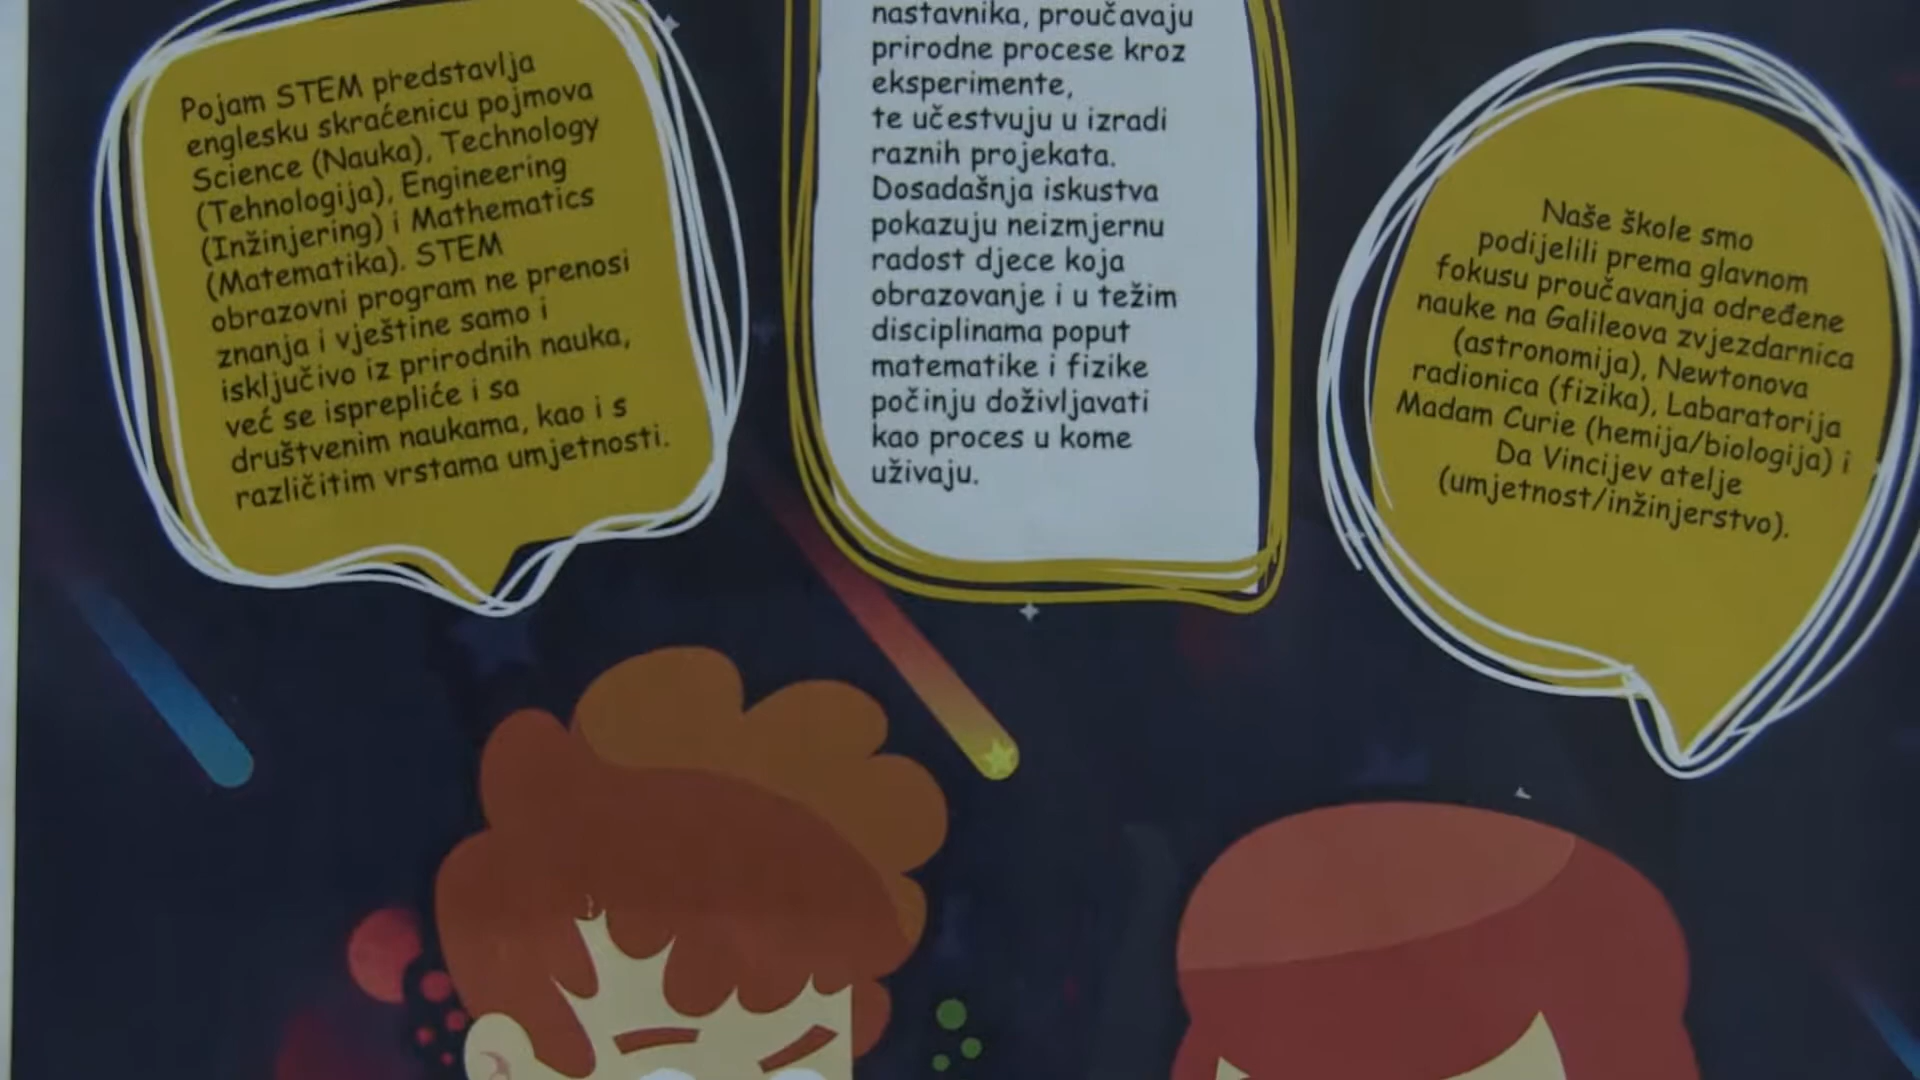 Pojam STEM predstavlja
englesku skraćenicu pojmova
Science (Nauka), Technology
(Tehnologija), Engineering
(Inžinjering) i Mathematics
(Matematika). STEM
obrazovni program ne prenosi
znanja i vještine samo i
isključivo iz prirodnih nauka,
već se isprepliće i sa
društvenim naukama, kao i s
različitim vrstama umjetnosti.
nastavnika, proučavaju
prirodne procese kroz
eksperimente,
te učestvuju u izradi
raznih projekata.
Dosadašnja iskustva
pokazuju neizmjernu
radost djece koja
obrazovanje i u težim
disciplinama poput
matematike i fizike
počinju doživljavati
kao proces u kome
uživaju.
Naše škole smo
podijelili prema glavnom
fokusu proučavanja određene
nauke na Galileova zvjezdarnica
(astronomija), Newtonova
radionica (fizika), Labaratorija
Madam Curie (hemija/biologija) i
Da Vincijev atelje
(umjetnost/inžinjerstvo).